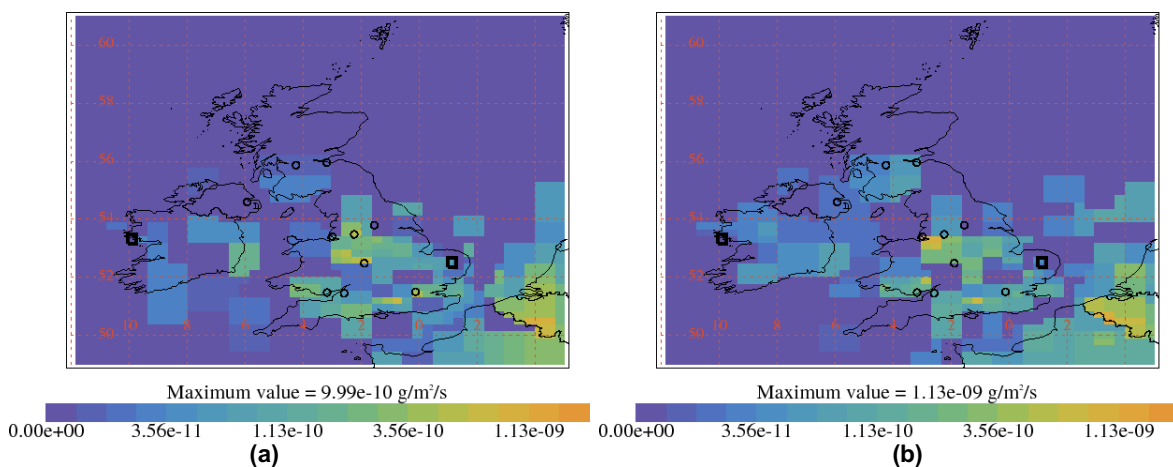 60 60
58 58
56 56
54 54
52 52
50 50
10 8 6 4 2 0 2 10 8 6 4 2 0 2
Maximum value = 9.99e-10 g/m²/s Maximum value = 1.13e-09 g/m²/s
0.00e+00 3.56e-11 1.13e-10 3.56e-10 1.13e-09 0.00e+00 3.56e-11 1.13e-10 3.56e-10 1.13e-09
(a) (b)